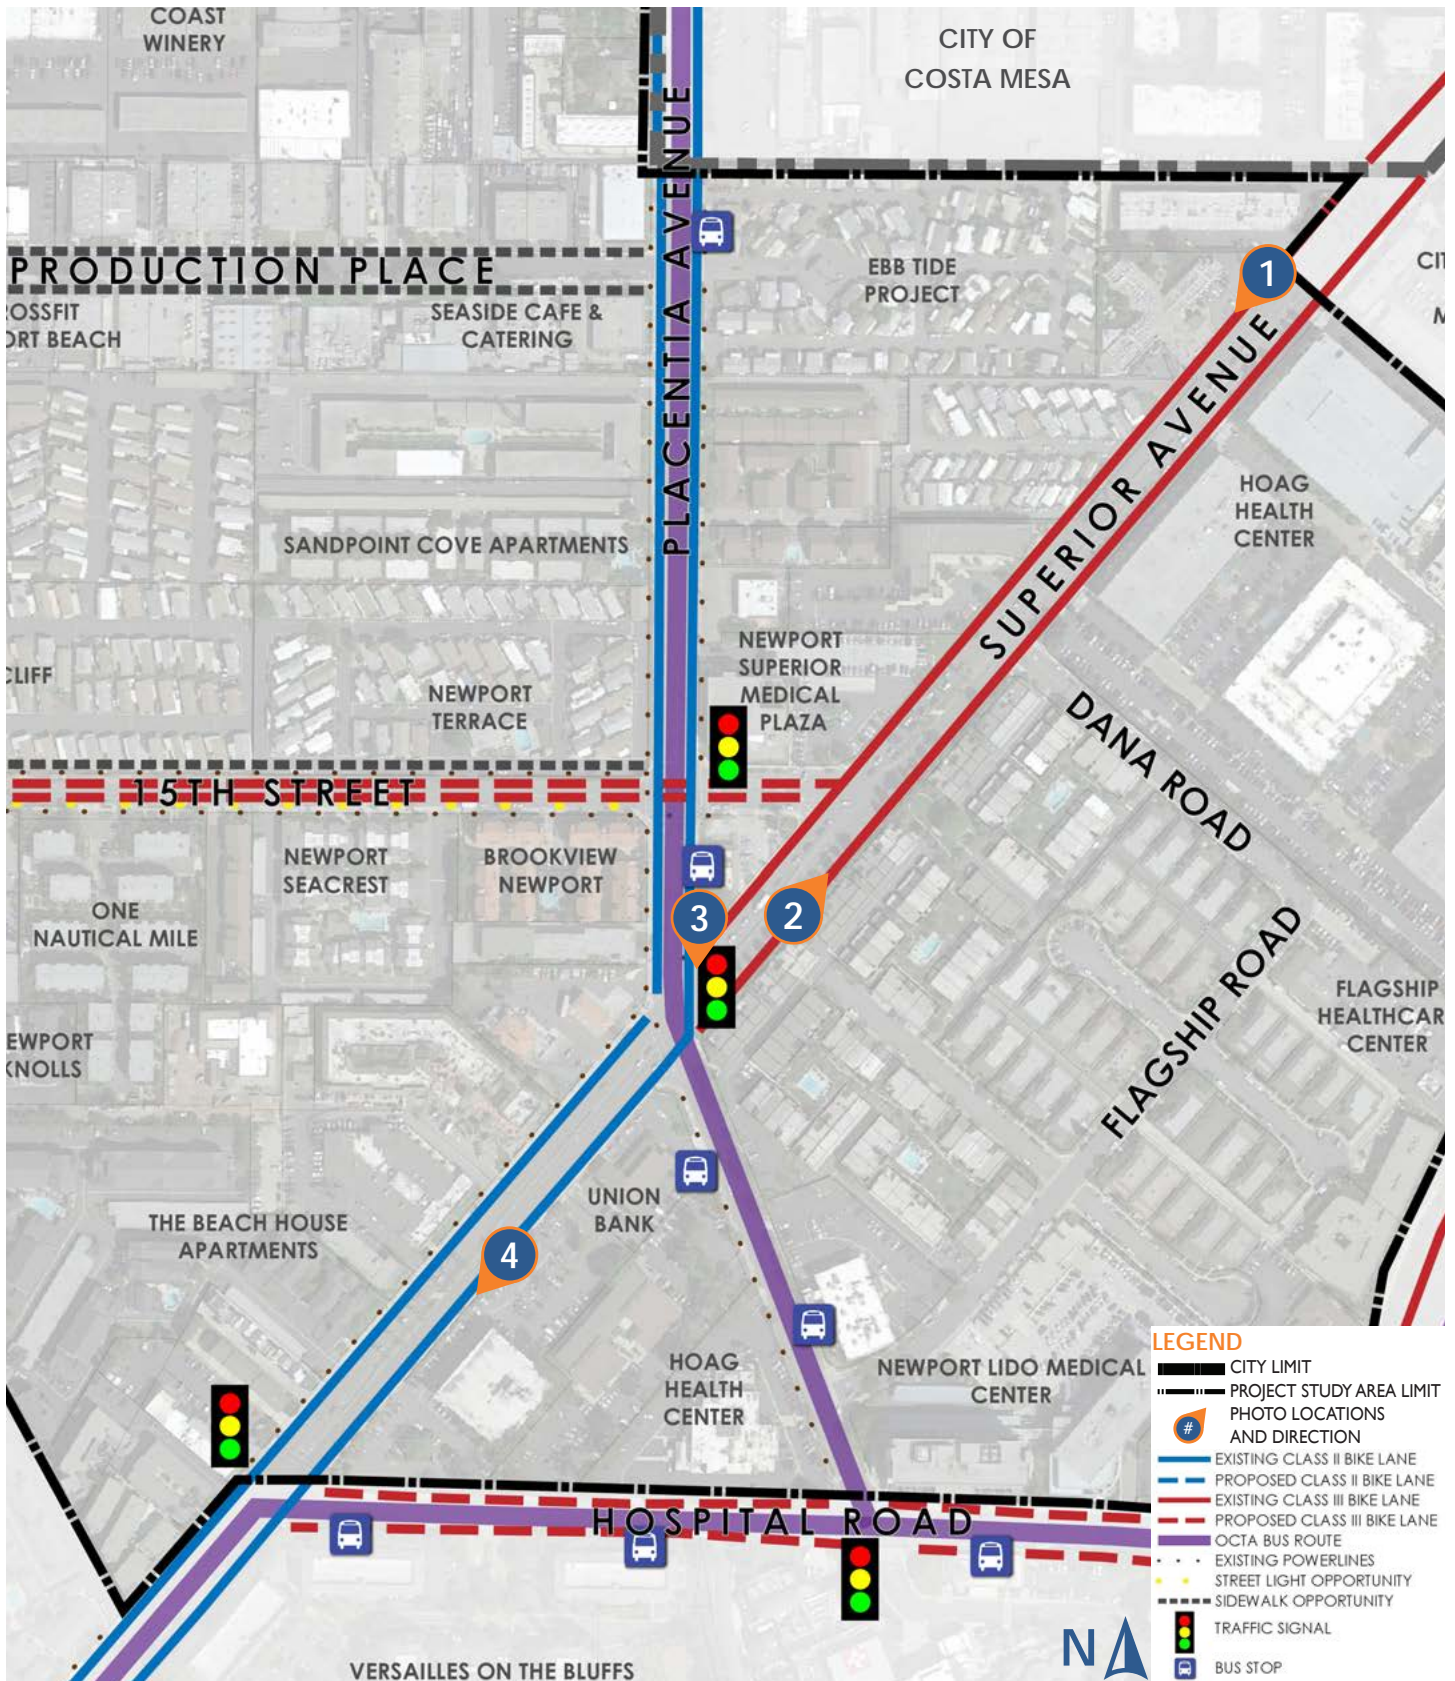 COAST
WINERY
CITY OF
COSTA MESA
PLACENTIA AVENUE
PRODUCTION PLACE
EBB TIDE
PROJECT
1
CIT
M
ROSSFIT
ORT BEACH
SEASIDE CAFE &
CATERING
SUPERIOR AVENUE
HOAG
HEALTH
CENTER
SANDPOINT COVE APARTMENTS
NEWPORT
SUPERIOR
MEDICAL
PLAZA
CLIFF
NEWPORT
TERRACE
DANA ROAD
15TH STREET
NEWPORT
SEACREST
BROOKVIEW
NEWPORT
ONE
NAUTICAL MILE
3
2
FLAGSHIP ROAD
FLAGSHIP
HEALTHCAR
CENTER
EWPORT
KNOLLS
UNION
BANK
THE BEACH HOUSE
APARTMENTS
4
HOAG
HEALTH
CENTER
NEWPORT LIDO MEDICAL
CENTER
HOSPITAL ROAD
VERSAILLES ON THE BLUFFS
N
LEGEND
CITY LIMIT
PROJECT STUDY AREA LIMIT
#
PHOTO LOCATIONS
AND DIRECTION
EXISTING CLASS II BIKE LANE
PROPOSED CLASS II BIKE LANE
EXISTING CLASS III BIKE LANE
PROPOSED CLASS III BIKE LANE
OCTA BUS ROUTE
EXISTING POWERLINES
STREET LIGHT OPPORTUNITY
SIDEWALK OPPORTUNITY
TRAFFIC SIGNAL
BUS STOP